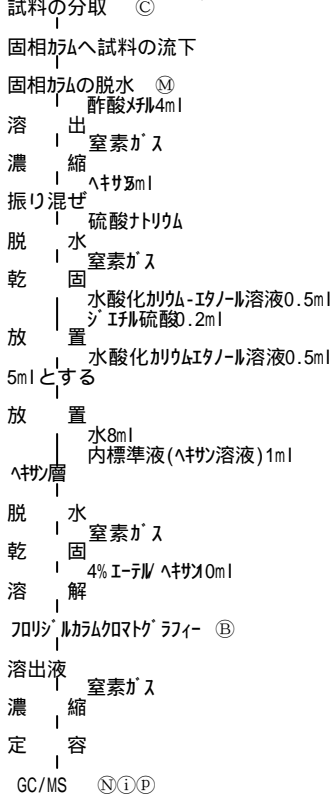 試料の分取 Ⓒ
固相ｶﾗﾑへ試料の流下
固相ｶﾗﾑの脱水 Ⓜ
酢酸ﾒﾁﾙ4ml
溶 出
窒素ｶﾞｽ
濃 縮
ﾍｷｻﾝ5ml
振り混ぜ
硫酸ﾅﾄﾘｳﾑ
脱 水
窒素ｶﾞｽ
乾 固
水酸化ｶﾘｳﾑ-ｴﾀﾉｰﾙ溶液0.5ml
ｼﾞｴﾁﾙ硫酸0.2ml
放 置
水酸化ｶﾘｳﾑｴﾀﾉｰﾙ溶液0.5ml
5mlとする
放 置
水8ml
内標準液(ﾍｷｻﾝ溶液)1ml
ﾍｷｻﾝ層
脱 水
窒素ｶﾞｽ
乾 固
4%ｴｰﾃﾙ/ﾍｷｻﾝ10ml
溶 解
ﾌﾛﾘｼﾞﾙｶﾗﾑｸﾛﾏﾄｸﾞﾗﾌｨｰ Ⓑ
溶出液
窒素ｶﾞｽ
濃 縮
定 容
GC/MS Ⓝⓘⓟ